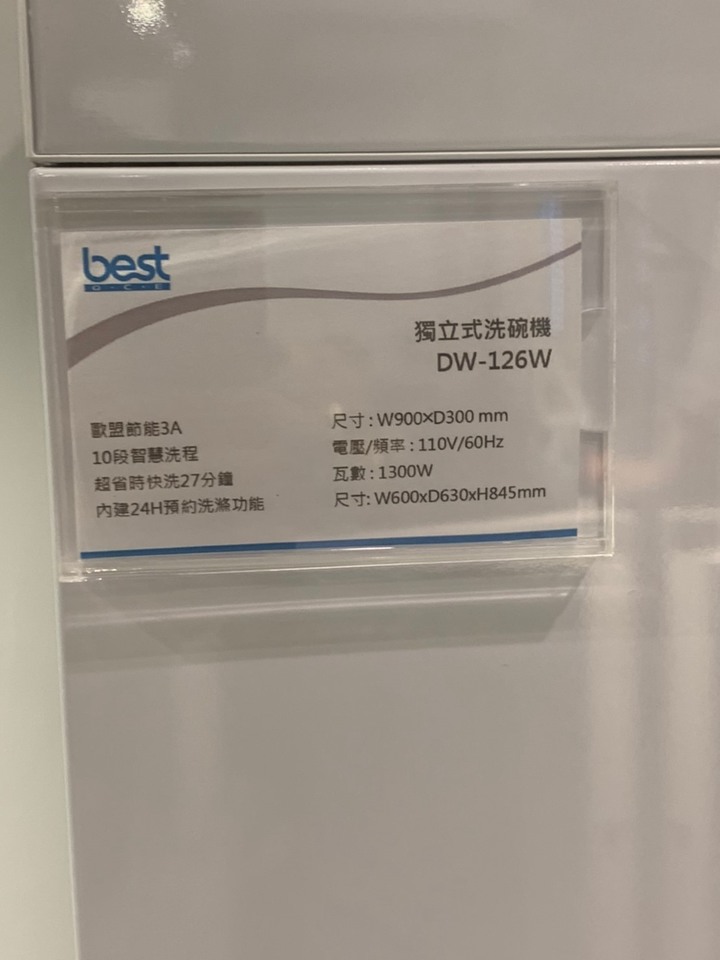 best
G·C·E
獨立式洗碗機
DW-126W
歐盟節能3A
10段智慧洗程
超省時快洗27分鐘
內建24H預約洗滌功能
尺寸：W900×D300 mm
電壓/頻率：110V/60Hz
瓦數：1300W
尺寸: W600xD630xH845mm